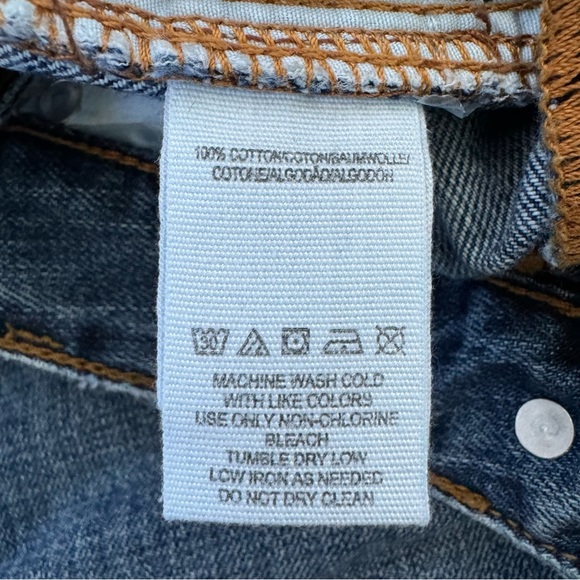 100% COTTON/COTON/BAUMWOLLE/
COTONE/ALGODÃO/ALGODÓN
30
MACHINE WASH COLD
WITH LIKE COLORS
USE ONLY NON-CHLORINE
BLEACH
TUMBLE DRY LOW
LOW IRON AS NEEDED
DO NOT DRY CLEAN